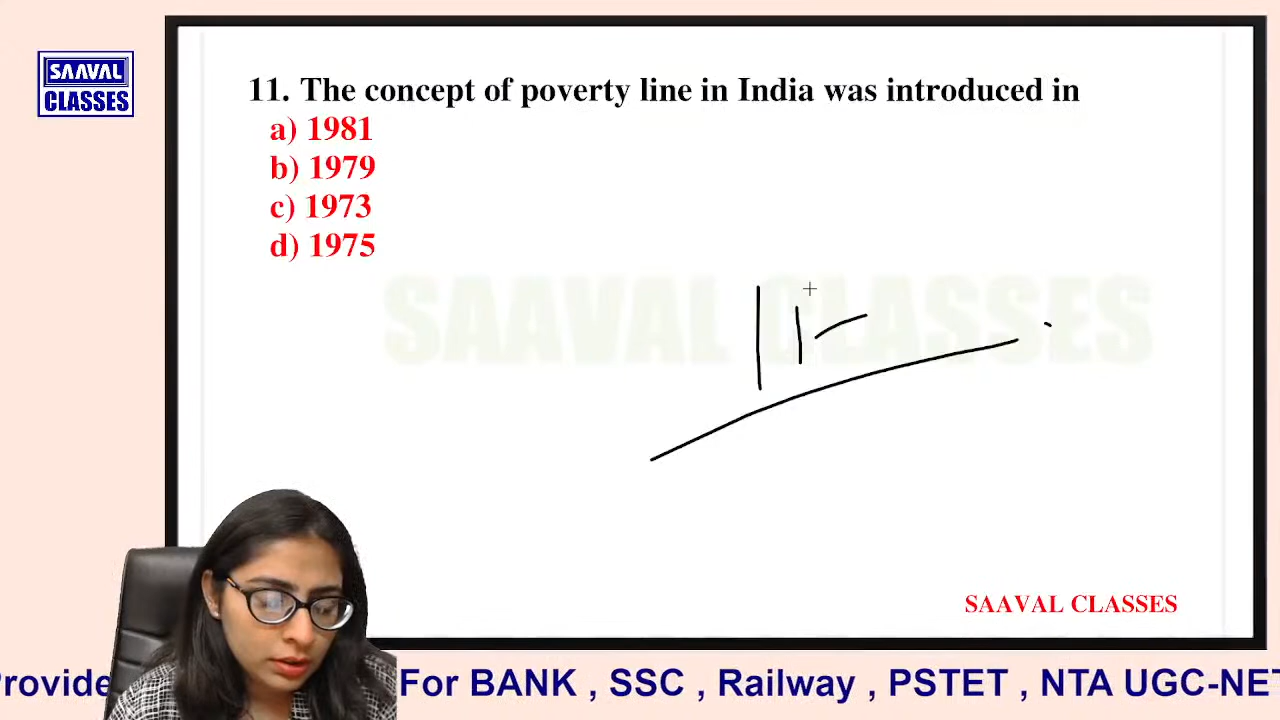 SAAVAL
CLASSES
11. The concept of poverty line in India was introduced in
a) 1981
b) 1979
c) 1973
d) 1975
SAAVAL CLASSES
SAAVAL CLASSES
Provide For BANK , SSC , Railway , PSTET , NTA UGC-NET